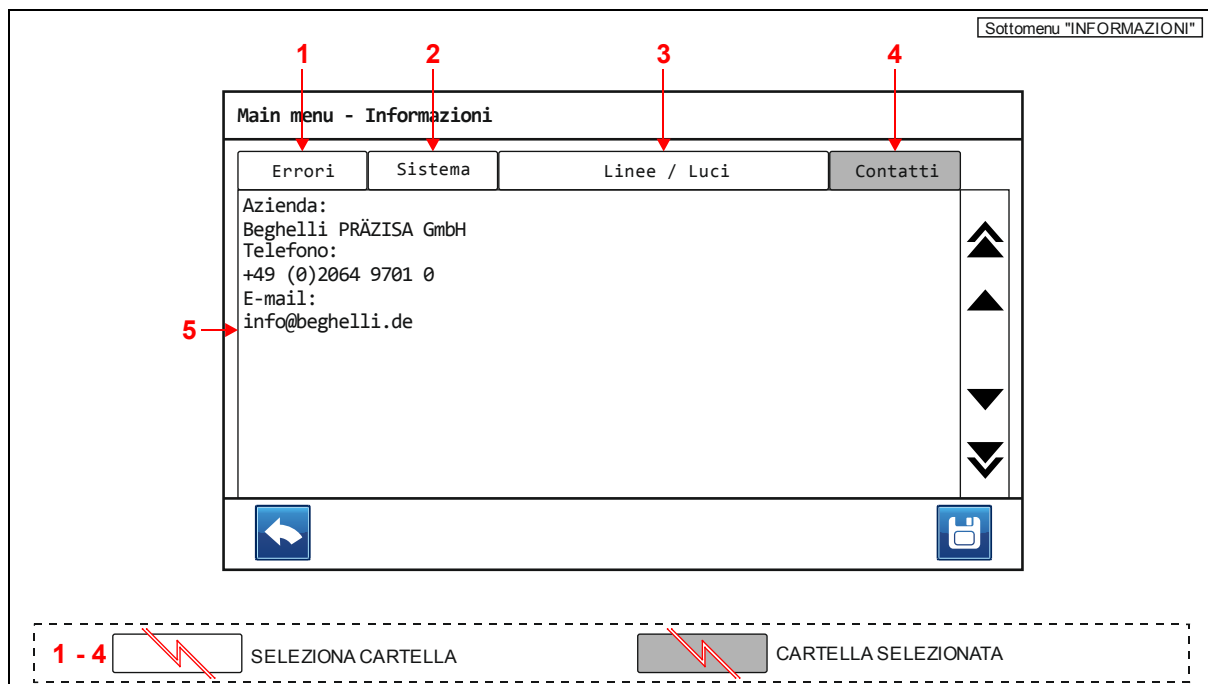 Sottomenu "INFORMAZIONI"
1 2 3 4
Main menu - Informazioni
Errori Sistema Linee / Luci Contatti
Azienda:
Beghelli PRÄZISA GmbH
Telefono:
+49 (0)2064 9701 0
E-mail:
info@beghelli.de
5
1 - 4 SELEZIONA CARTELLA CARTELLA SELEZIONATA